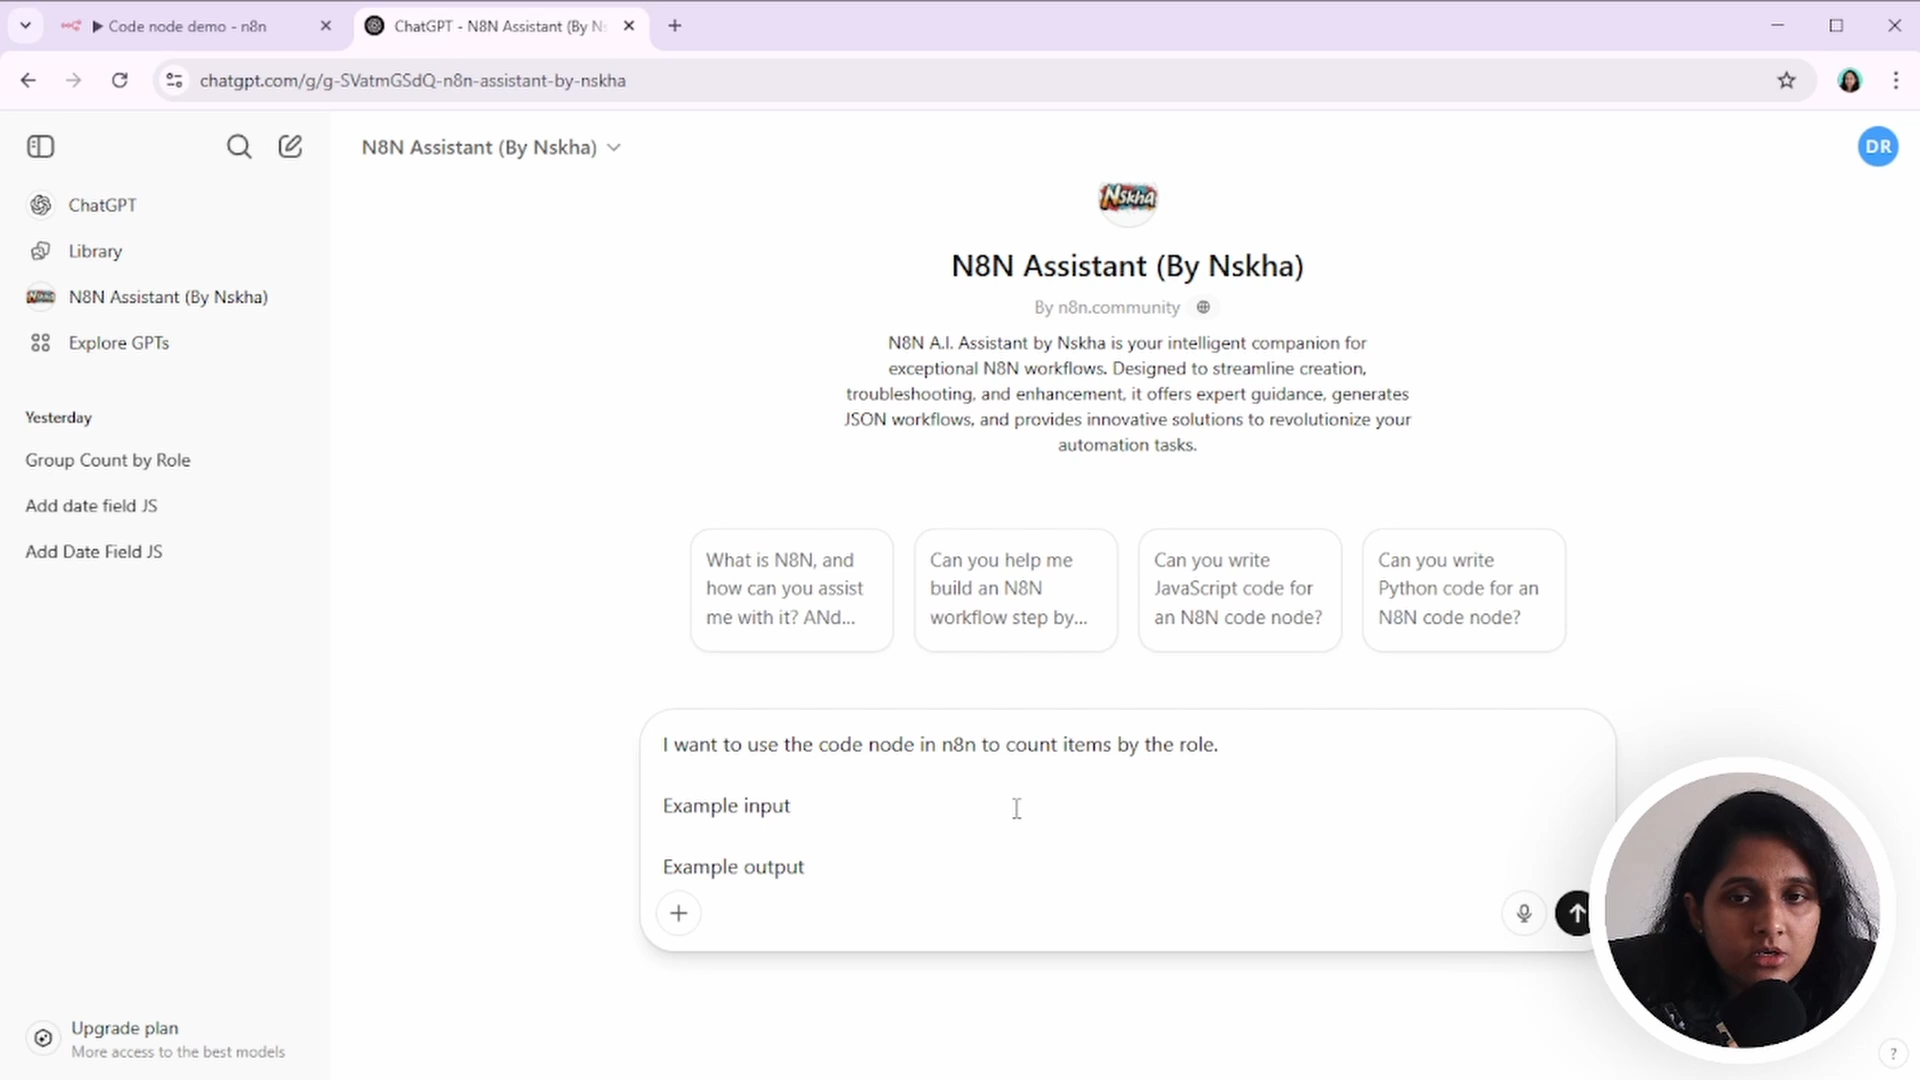 Code node demo - n8n
ChatGPT - N8N Assistant (By N
chatgpt.com/g/g-SVatmGSdQ-n8n-assistant-by-nskha
N8N Assistant (By Nskha)
DR
ChatGPT
Library
N8N Assistant (By Nskha)
Explore GPTs
Yesterday
Group Count by Role
Add date field JS
Add Date Field JS
Upgrade plan
More access to the best models
Nskha
N8N Assistant (By Nskha)
By n8n.community
N8N A.I. Assistant by Nskha is your intelligent companion for
exceptional N8N workflows. Designed to streamline creation,
troubleshooting, and enhancement, it offers expert guidance, generates
JSON workflows, and provides innovative solutions to revolutionize your
automation tasks.
What is N8N, and
how can you assist
me with it? ANd...
Can you help me
build an N8N
workflow step by...
Can you write
JavaScript code for
an N8N code node?
Can you write
Python code for an
N8N code node?
I want to use the code node in n8n to count items by the role.
Example input
Example output
?